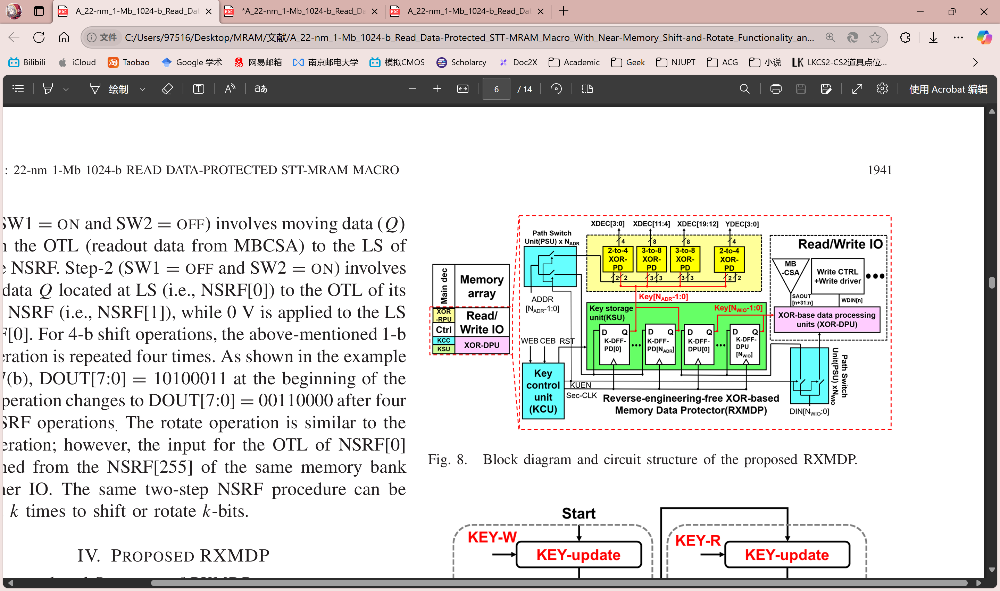 A_22-nm_1-Mb_1024-b_Read_Dat
*A_22-nm_1-Mb_1024-b_Read_Da
A_22-nm_1-Mb_1024-b_Read_Dat
文件 C:/Users/97516/Desktop/MRAM/文献/A_22-nm_1-Mb_1024-b_Read_Data-Protected_STT-MRAM_Macro_With_Near-Memory_Shift-and-Rotate_Functionality_an...
Bilibili iCloud 淘 Taobao Google 学术 网易邮箱 南京邮电大学 模拟CMOS Scholarcy Doc2X Academic Geek NJUPT ACG 小说 LK LKCS2-CS2道具点位...
绘制 T aあ 6 / 14 使用 Acrobat 编辑
: 22-nm 1-Mb 1024-b READ DATA-PROTECTED STT-MRAM MACRO
1941
SW1 = ON and SW2 = OFF) involves moving data (Q)
the OTL (readout data from MBCSA) to the LS of
NSRF. Step-2 (SW1 = OFF and SW2 = ON) involves
data Q located at LS (i.e., NSRF[0]) to the OTL of its
NSRF (i.e., NSRF[1]), while 0 V is applied to the LS
F[0]. For 4-b shift operations, the above-mentioned 1-b
eration is repeated four times. As shown in the example
7(b), DOUT[7:0] = 10100011 at the beginning of the
peration changes to DOUT[7:0] = 00110000 after four
SRF operations. The rotate operation is similar to the
eration; however, the input for the OTL of NSRF[0]
ned from the NSRF[255] of the same memory bank
her IO. The same two-step NSRF procedure can be
k times to shift or rotate k-bits.
IV. PROPOSED RXMDP
Main dec
Memory
array
XOR
-RPU
Read/
Write IO
Ctrl
KCC
KSU
XOR-DPU
Path Switch
Unit(PSU) x NADR
ADDR
[NADR-1:0]
XDEC[3:0] XDEC[11:4] XDEC[19:12] YDEC[3:0]
4 8 8 4
2-to-4 XOR-PD
3-to-8 XOR-PD
3-to-8 XOR-PD
2-to-4 XOR-PD
2 2 3 3 3 3 2 2
Key[NADR-1:0]
Key storage
unit(KSU)
Key[NWIO-1:0]
D Q K-DFF-PD[0]
D Q K-DFF-PD[NADR]
D Q K-DFF-DPU[0]
D Q K-DFF-DPU [NWIO]
WEB CEB RST
Key
control
unit
(KCU)
KUEN
Sec-CLK
Reverse-engineering-free XOR-based
Memory Data Protector(RXMDP)
Read/Write IO
MB
-CSA
Write CTRL
+Write driver
SAOUT
[n+31:n]
WDIN[n]
XOR-base data processing
units (XOR-DPU)
Path Switch
Unit(PSU) xNWIO
DIN[NWIO:0]
Fig. 8. Block diagram and circuit structure of the proposed RXMDP.
Start
KEY-W
KEY-update
KEY-R
KEY-update